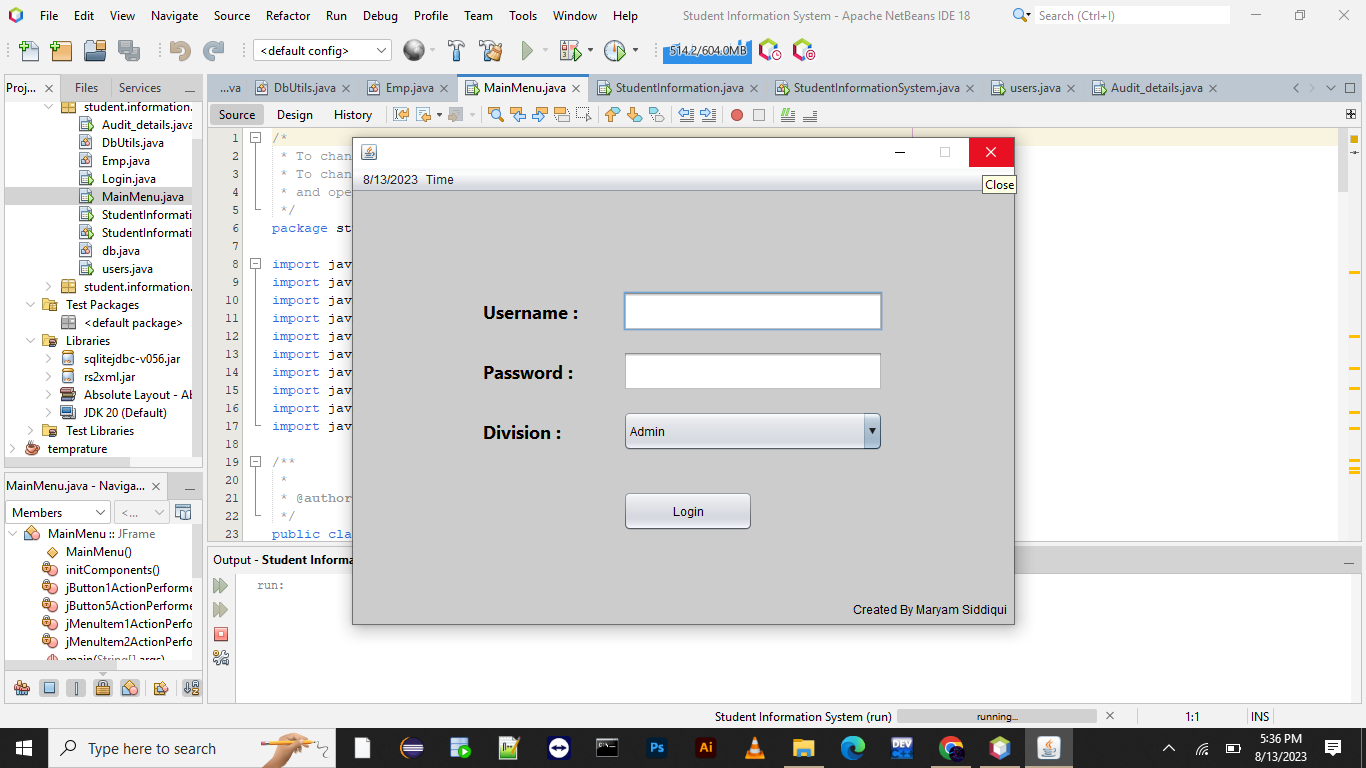 File Edit View Navigate Source Refactor Run Debug Profile Team Tools Window Help Student Information System - Apache NetBeans IDE 18 Search (Ctrl+I)
<default config> 514.2/604.0MB
Proj... Files Services ...va DbUtils.java Emp.java MainMenu.java StudentInformation.java StudentInformationSystem.java users.java Audit_details.java
Source Design History
student.information.
Audit_details.java
DbUtils.java
Emp.java
Login.java
MainMenu.java
StudentInformati
StudentInformati
db.java
users.java
student.information.
Test Packages
<default package>
Libraries
sqlitejdbc-v056.jar
rs2xml.jar
Absolute Layout - Ab
JDK 20 (Default)
Test Libraries
temprature
1 /*
2 * To chan
3 * To chan
4 * and ope
5 */
6 package st
7
8 import jav
9 import jav
10 import jav
11 import jav
12 import jav
13 import jav
14 import jav
15 import jav
16 import jav
17 import jav
18
19 /**
20 *
21 * @author
22 */
23 public cla
8/13/2023 Time
Close
Username :
Password :
Division : Admin
Login
Created By Maryam Siddiqui
MainMenu.java - Naviga...
Members <...
MainMenu :: JFrame
MainMenu()
initComponents()
jButton1ActionPerforme
jButton5ActionPerforme
jMenuItem1ActionPerfo
jMenuItem2ActionPerfo
main(String[] args)
Output - Student Informa
run:
Student Information System (run) running... 1:1 INS
Type here to search Ps Ai DEV C++ 5:36 PM
8/13/2023